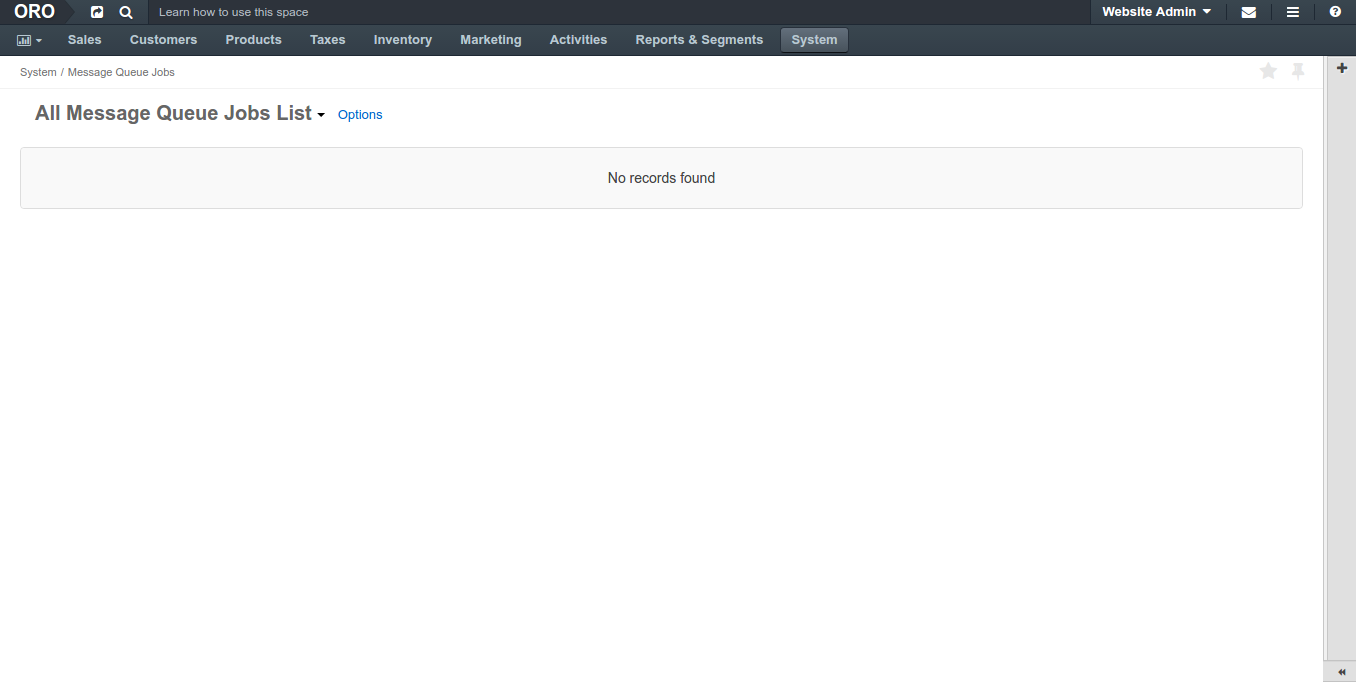 ORO Learn how to use this space Website Admin
Sales Customers Products Taxes Inventory Marketing Activities Reports & Segments System
System / Message Queue Jobs
All Message Queue Jobs List Options
No records found